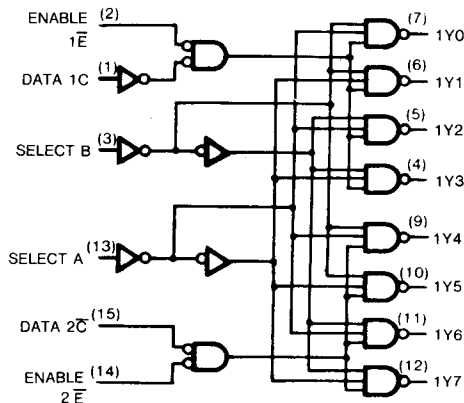 ENABLE (2)
1E̅
DATA 1C (1)
SELECT B (3)
SELECT A (13)
DATA 2C̅ (15)
ENABLE (14)
2E̅
(7) 1Y0
(6) 1Y1
(5) 1Y2
(4) 1Y3
(9) 1Y4
(10) 1Y5
(11) 1Y6
(12) 1Y7